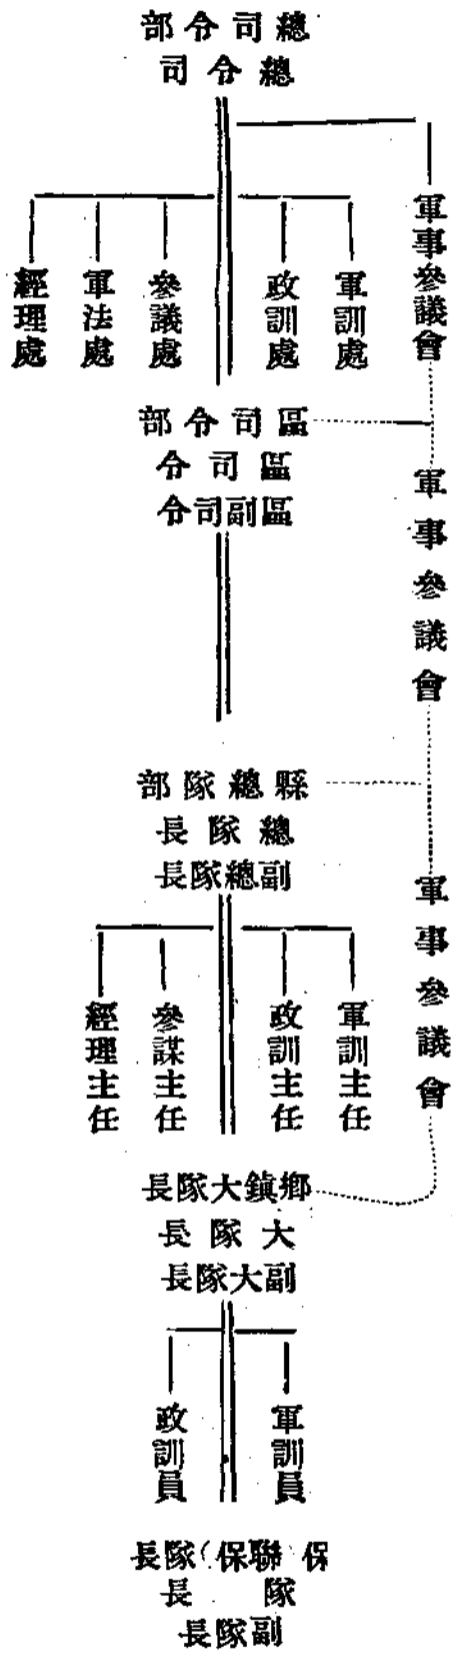 總司令部
總司令
軍事參議會
軍訓處
政訓處
參議處
軍法處
經理處
區司令部
區司令
區副司令
軍事參議會
縣總隊部
總隊長
副總隊長
軍事參議會
軍訓主任
政訓主任
參謀主任
經理主任
鄉鎮大隊長
大隊長
副大隊長
軍訓員
政訓員
保(聯保)隊長
隊長
副隊長